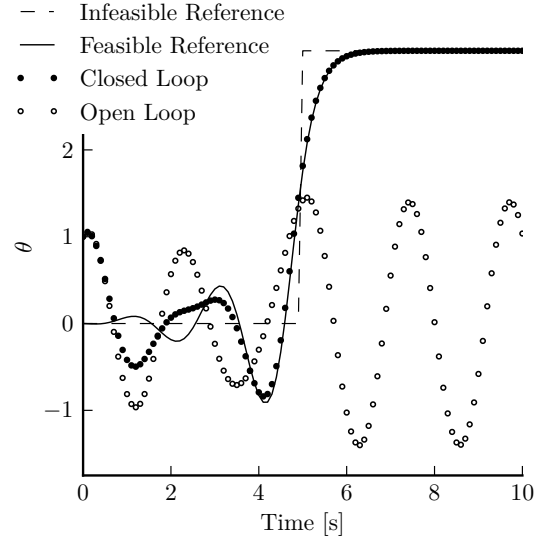 Infeasible Reference
Feasible Reference
Closed Loop
Open Loop
2
1
0
−1
θ
0 2 4 6 8 10
Time [s]